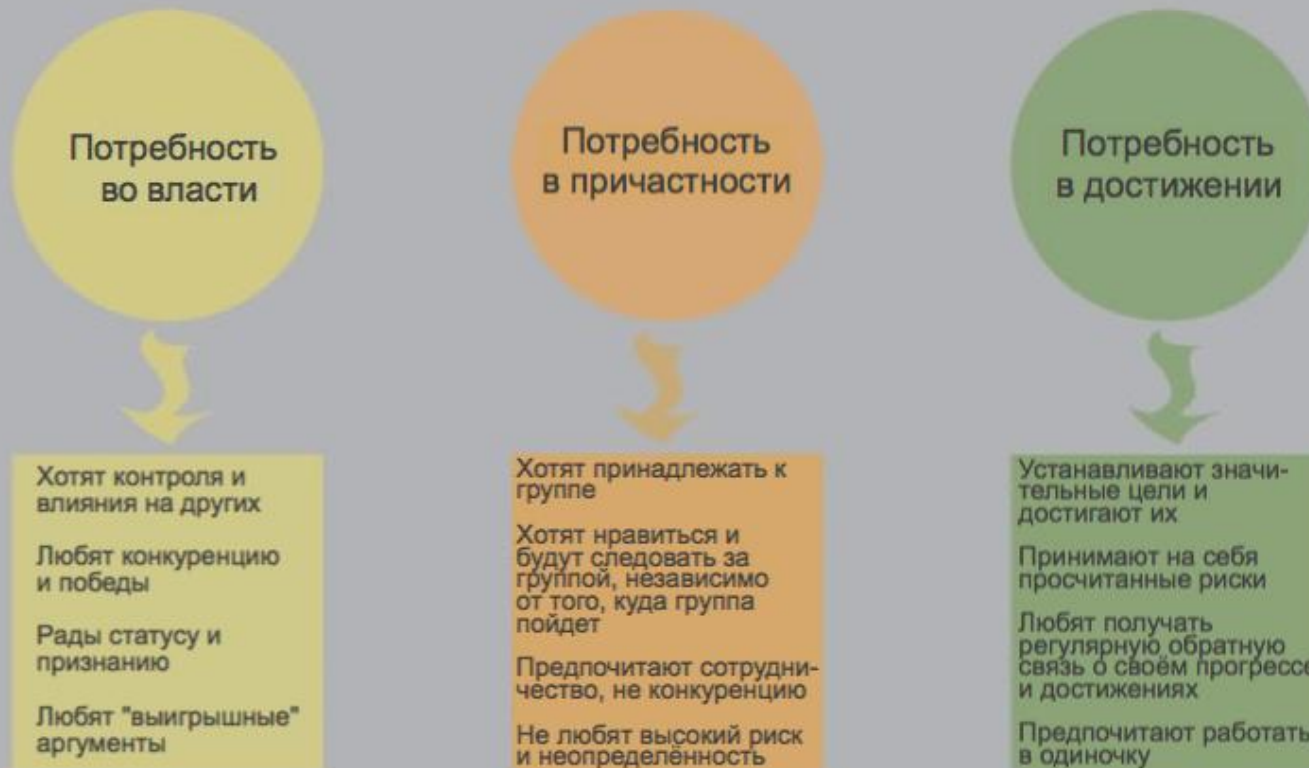 Потребность
во власти
Потребность
в причастности
Потребность
в достижении
Хотят контроля и
влияния на других
Любят конкуренцию
и победы
Рады статусу и
признанию
Любят "выигрышные"
аргументы
Хотят принадлежать к
группе
Хотят нравиться и
будут следовать за
группой, независимо
от того, куда группа
пойдет
Предпочитают сотрудни-
чество, не конкуренцию
Не любят высокий риск
и неопределённость
Устанавливают значи-
тельные цели и
достигают их
Принимают на себя
просчитанные риски
Любят получать
регулярную обратную
связь о своём прогрессе
и достижениях
Предпочитают работать
в одиночку